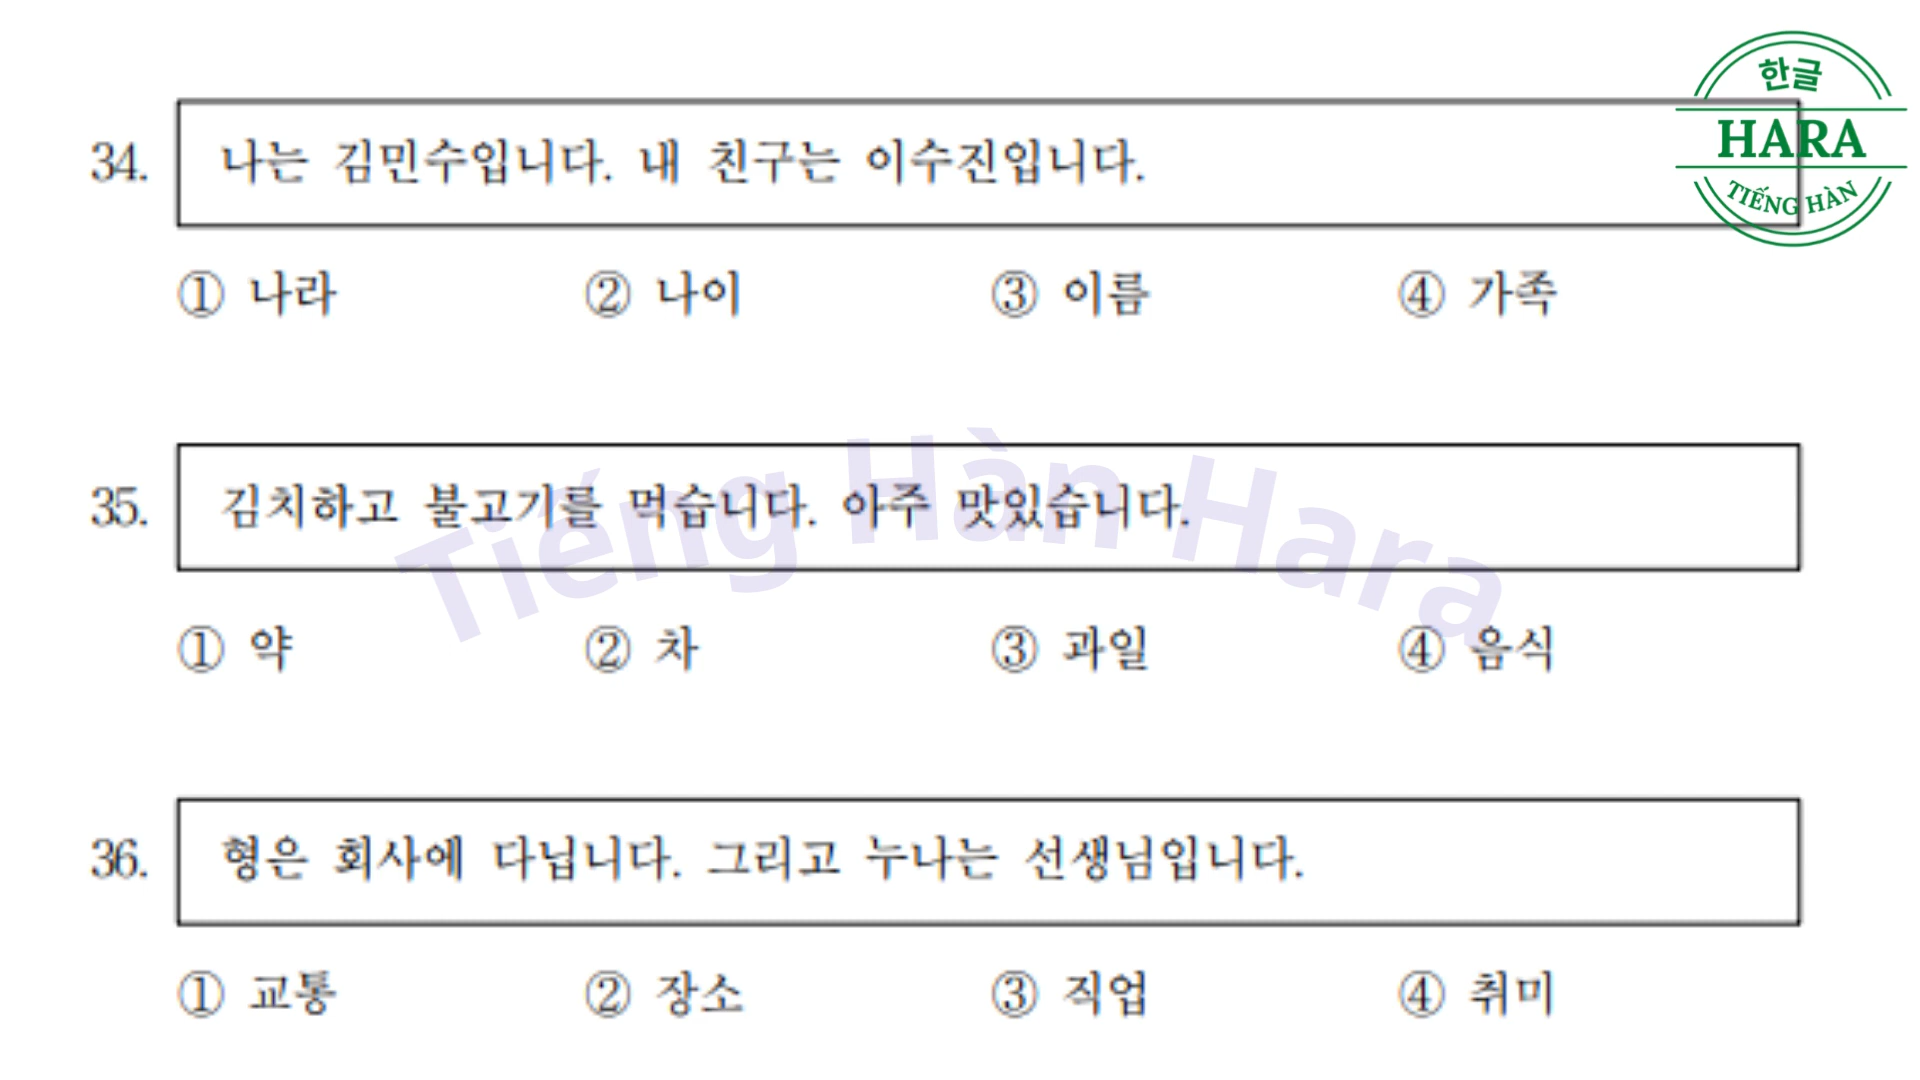 한글
HARA
TIẾNG HÀN
34. 나는 김민수입니다. 내 친구는 이수진입니다.
① 나라 ② 나이 ③ 이름 ④ 가족
Tiếng Hàn Hara
35. 김치하고 불고기를 먹습니다. 아주 맛있습니다.
① 약 ② 차 ③ 과일 ④ 음식
36. 형은 회사에 다닙니다. 그리고 누나는 선생님입니다.
① 교통 ② 장소 ③ 직업 ④ 취미